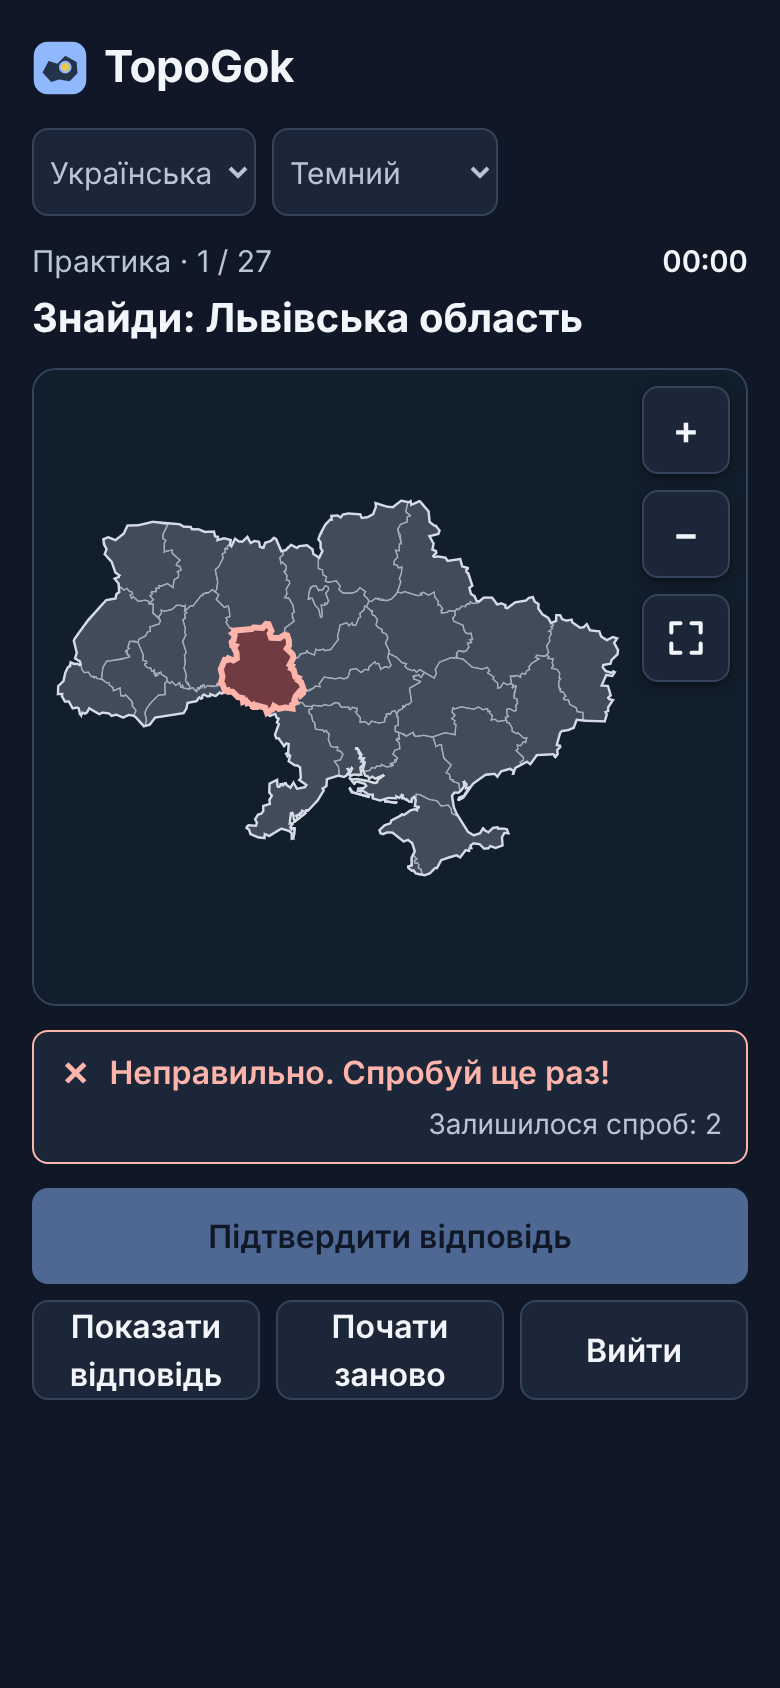 TopoGok
Українська
Темний
Практика · 1 / 27
00:00
Знайди: Львівська область
+
−
✕ Неправильно. Спробуй ще раз!
Залишилося спроб: 2
Підтвердити відповідь
Показати
відповідь
Почати
заново
Вийти